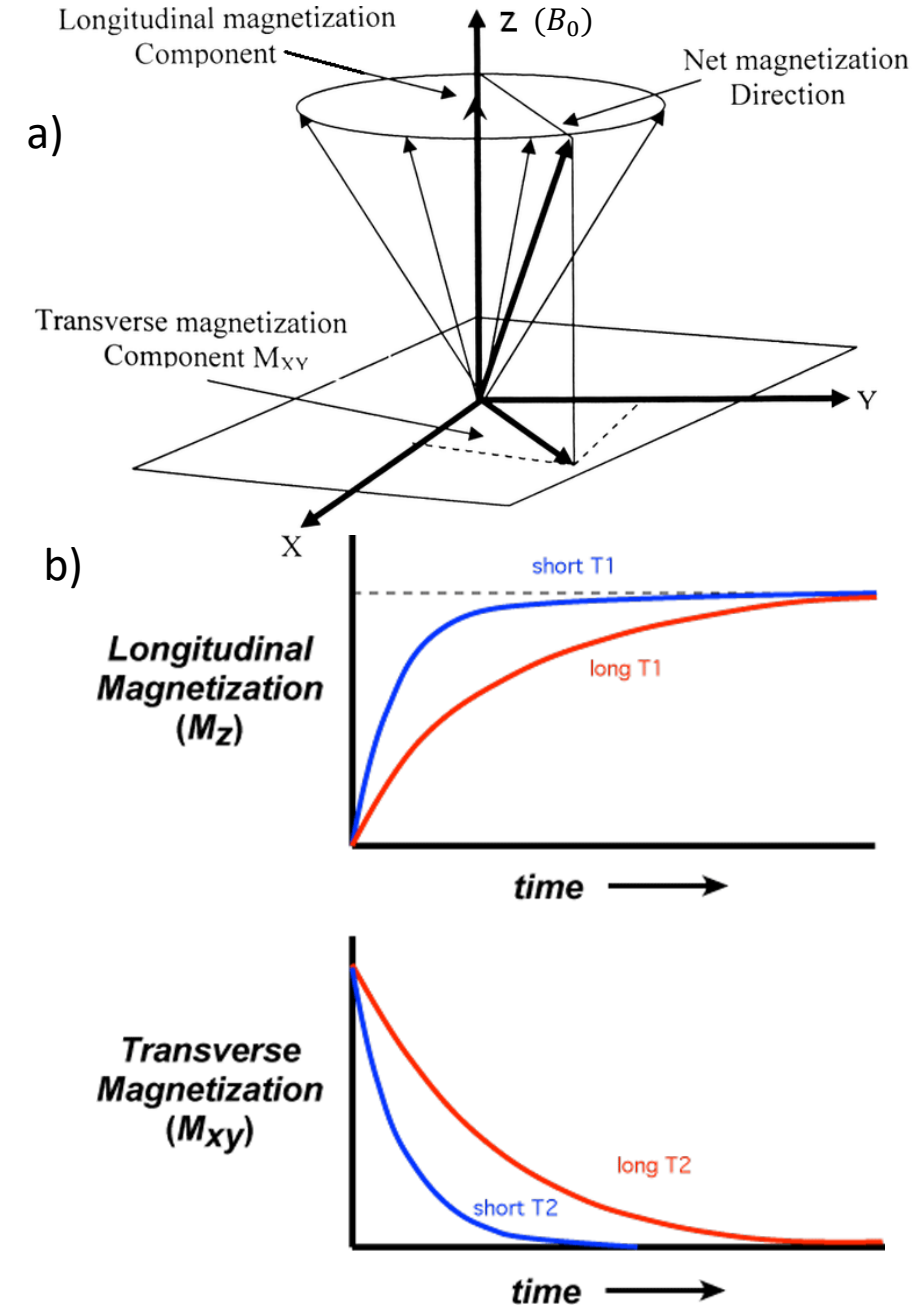 Longitudinal magnetization
Component
z (B₀)
Net magnetization
Direction
a)
Transverse magnetization
Component M_XY
Y
X
b)
short T1
Longitudinal
Magnetization
(Mz)
long T1
time
Transverse
Magnetization
(Mxy)
long T2
short T2
time